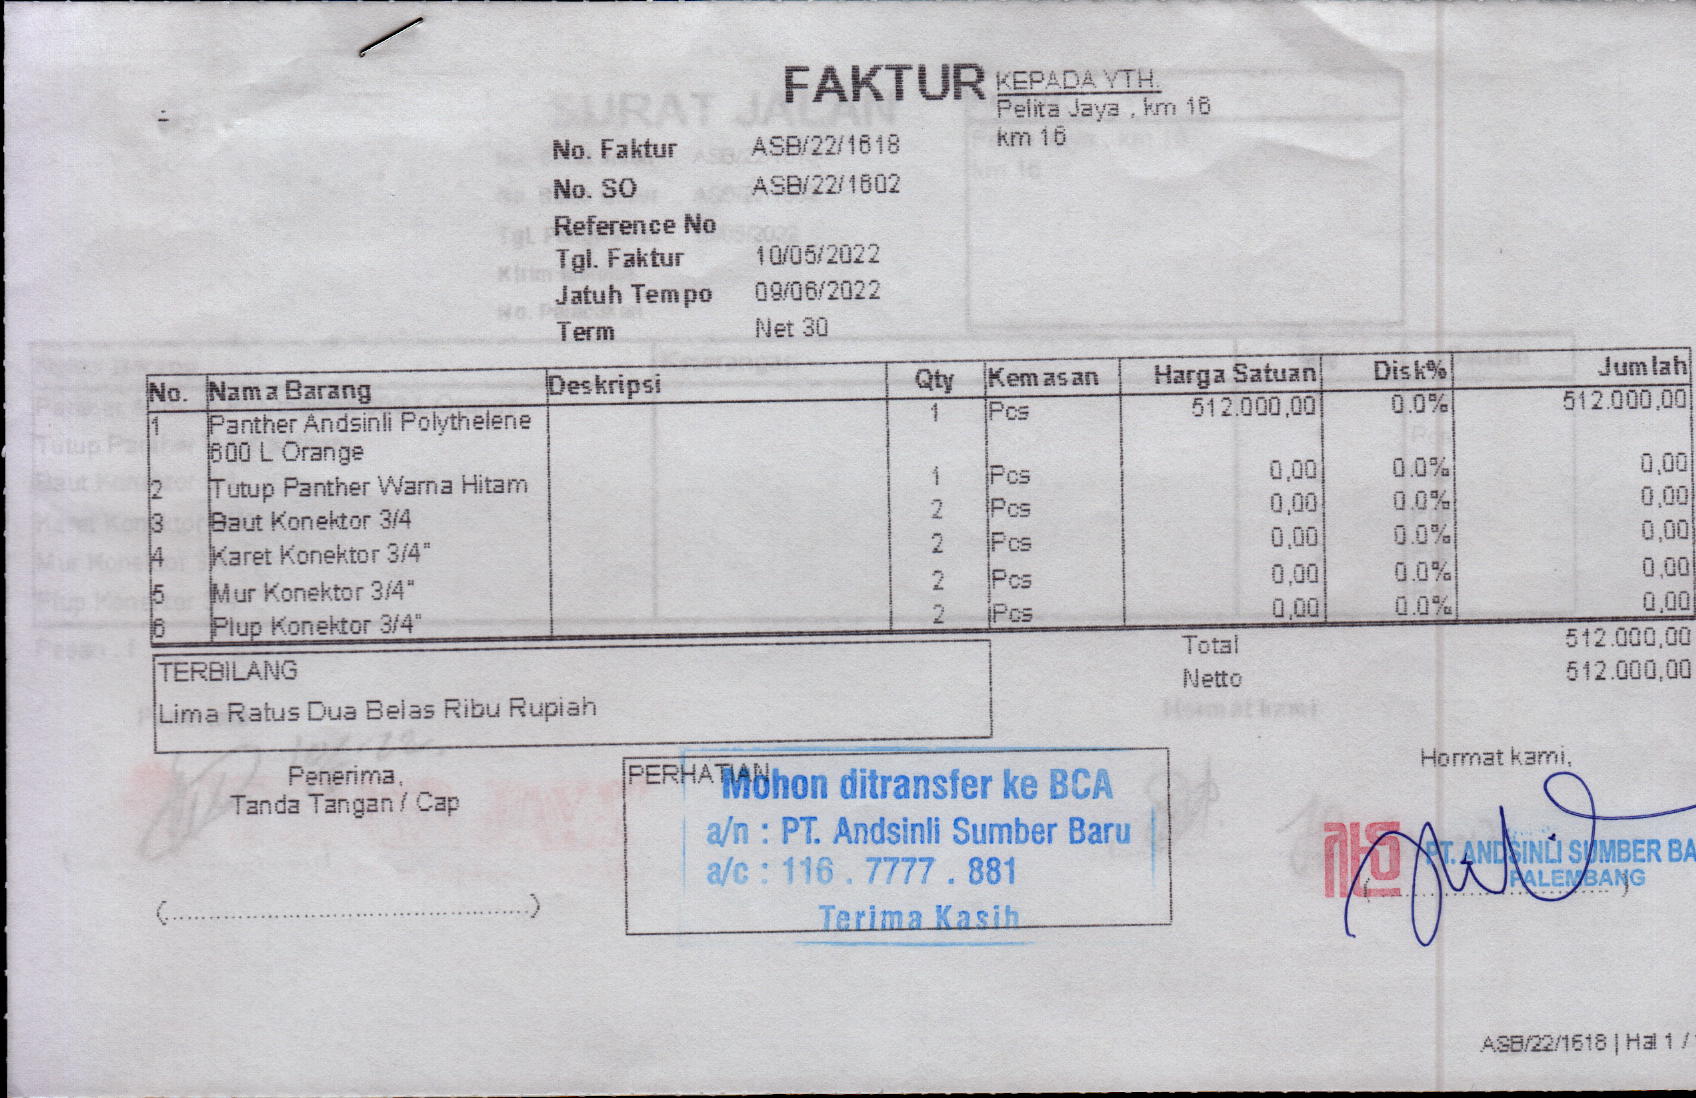 FAKTUR
KEPADA YTH.
Pelita Jaya , km 16
km 16
No. Faktur ASB/22/1618
No. SO ASB/22/1602
Reference No
Tgl. Faktur 10/05/2022
Jatuh Tempo 09/06/2022
Term Net 30
No. Nama Barang Deskripsi Qty Kemasan Harga Satuan Disk% Jumlah
1 Panther Andsinli Polythelene 1 Pcs 512.000,00 0.0% 512.000,00
600 L Orange
2 Tutup Panther Warna Hitam 1 Pcs 0,00 0.0% 0,00
3 Baut Konektor 3/4 2 Pcs 0,00 0.0% 0,00
4 Karet Konektor 3/4" 2 Pcs 0,00 0.0% 0,00
5 Mur Konektor 3/4" 2 Pcs 0,00 0.0% 0,00
6 Plup Konektor 3/4" 2 Pcs 0,00 0.0% 0,00
Total 512.000,00
Netto 512.000,00
TERBILANG
Lima Ratus Dua Belas Ribu Rupiah
Penerima,
Tanda Tangan / Cap
(..............................................)
PERHATIAN
Mohon ditransfer ke BCA
a/n : PT. Andsinli Sumber Baru
a/c : 116 . 7777 . 881
Terima Kasih
Hormat kami,
PT. ANDSINLI SUMBER BA
PALEMBANG
ASB/22/1618 | Hal 1 /